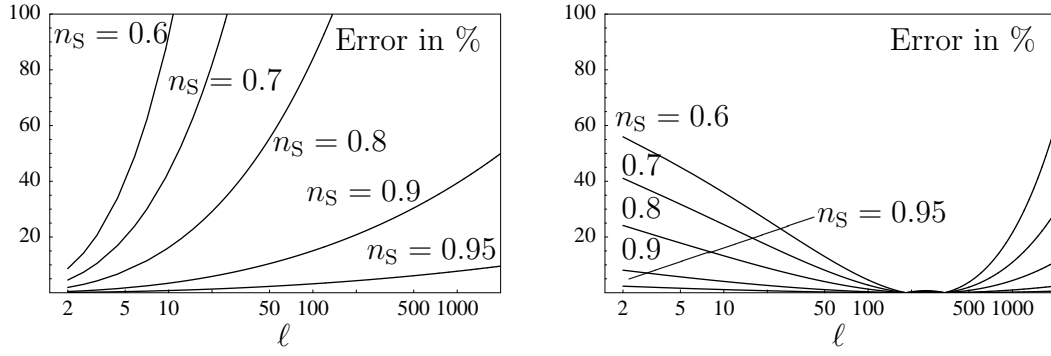 100
80
60
40
20
2 5 10 50 100 500 1000
ℓ
Error in %
n_S = 0.6
n_S = 0.7
n_S = 0.8
n_S = 0.9
n_S = 0.95
100
80
60
40
20
2 5 10 50 100 500 1000
ℓ
Error in %
n_S = 0.6
0.7
0.8
n_S = 0.95
0.9